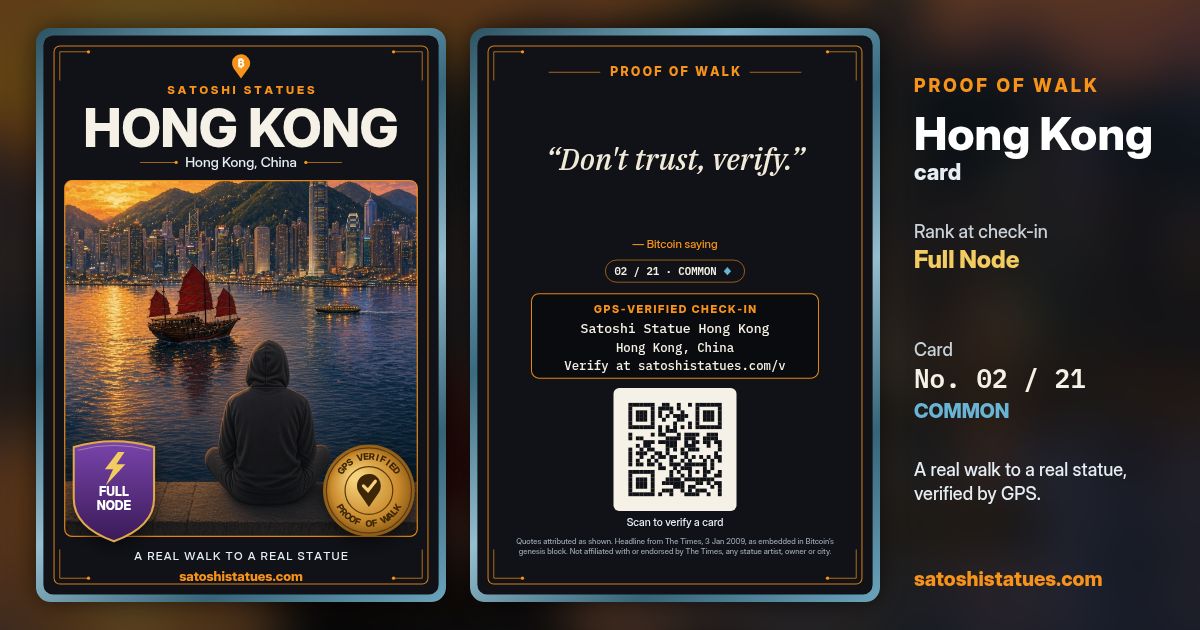 SATOSHI STATUES
HONG KONG
Hong Kong, China
FULL
NODE
GPS VERIFIED
PROOF OF WALK
A REAL WALK TO A REAL STATUE
satoshistatues.com
PROOF OF WALK
“Don't trust, verify.”
— Bitcoin saying
02 / 21 · COMMON
GPS-VERIFIED CHECK-IN
Satoshi Statue Hong Kong
Hong Kong, China
Verify at satoshistatues.com/v
Scan to verify a card
Quotes attributed as shown. Headline from The Times, 3 Jan 2009, as embedded in Bitcoin's
genesis block. Not affiliated with or endorsed by The Times, any statue artist, owner or city.
PROOF OF WALK
Hong Kong
card
Rank at check-in
Full Node
Card
No. 02 / 21
COMMON
A real walk to a real statue,
verified by GPS.
satoshistatues.com